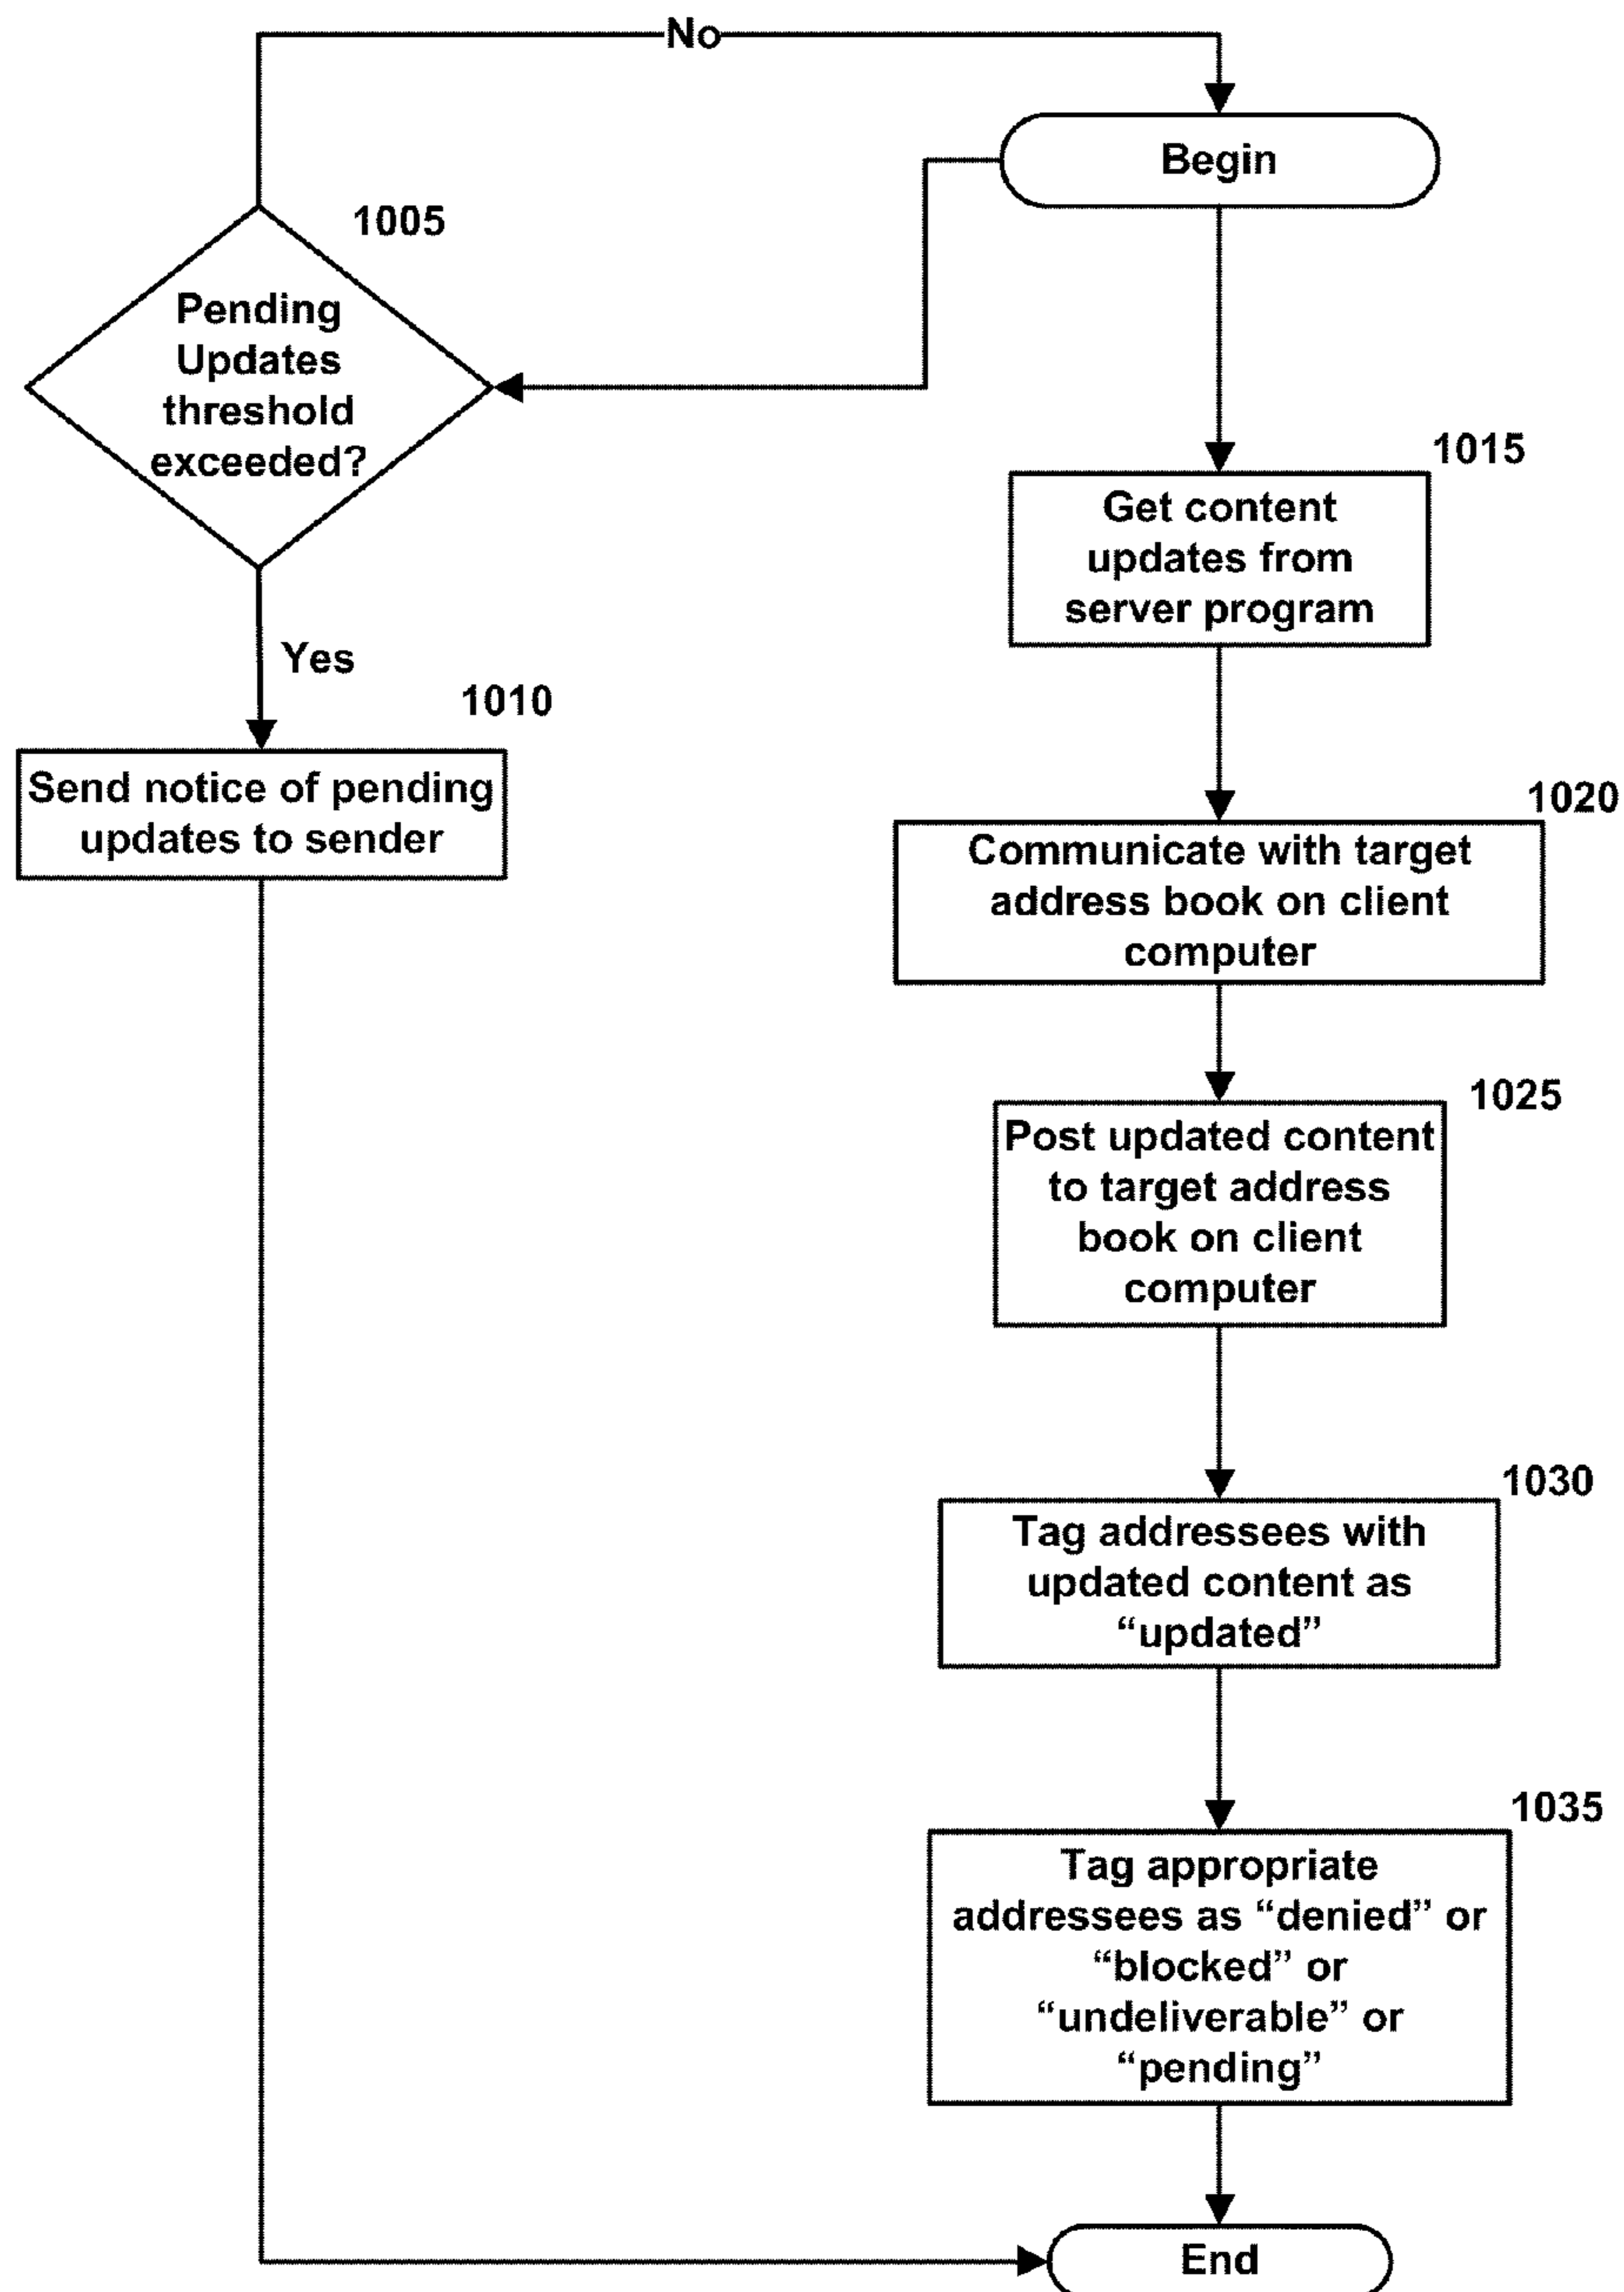 No
Begin
1005
Pending
Updates
threshold
exceeded?
1015
Get content
updates from
server program
Yes
1010
Send notice of pending
updates to sender
1020
Communicate with target
address book on client
computer
1025
Post updated content
to target address
book on client
computer
1030
Tag addressees with
updated content as
“updated”
1035
Tag appropriate
addressees as “denied” or
“blocked” or
“undeliverable” or
“pending”
End